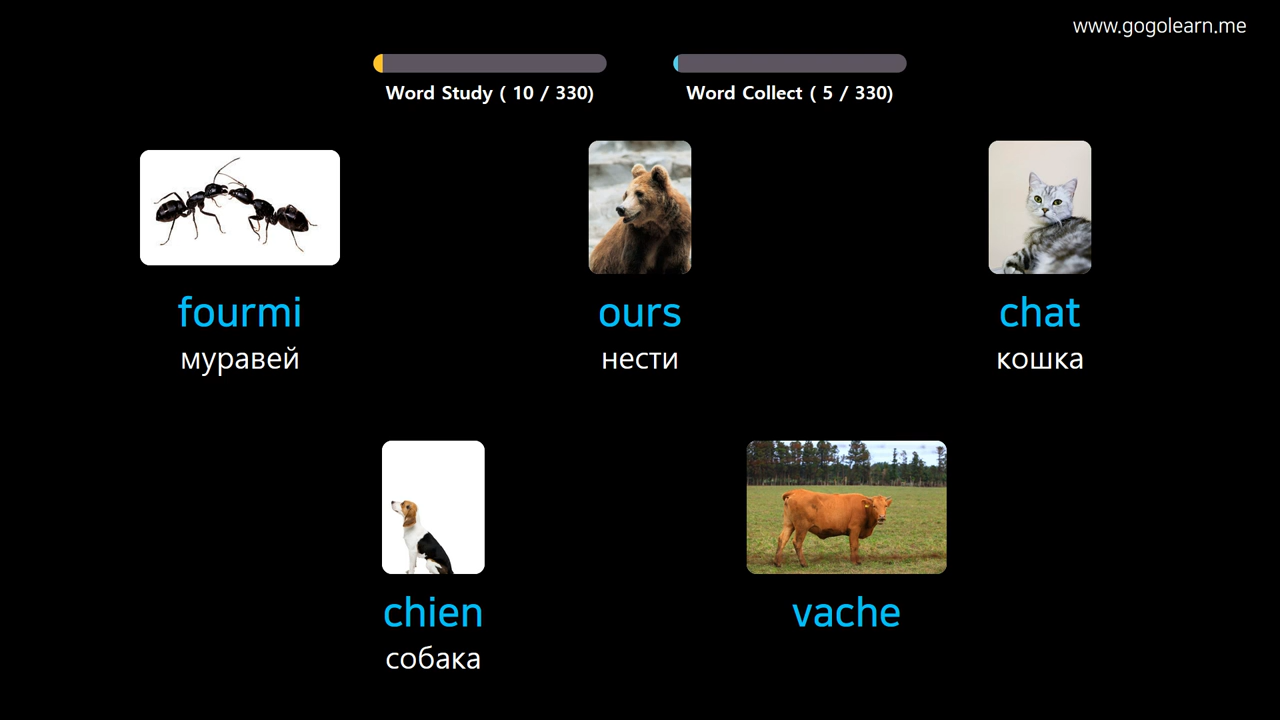 www.gogolearn.me
Word Study ( 10 / 330)
Word Collect ( 5 / 330)
fourmi
муравей
ours
нести
chat
кошка
chien
собака
vache